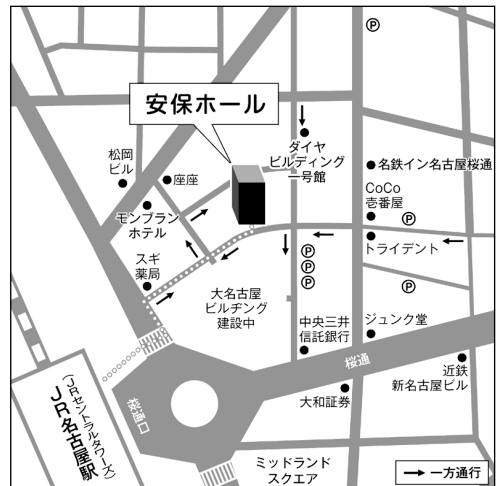 Ⓟ
安保ホール
松岡
ビル
座座
ダイヤ
ビルディング
一号館
名鉄イン名古屋桜通
CoCo
壱番屋
Ⓟ
モンブラン
ホテル
トライデント
スギ
薬局
Ⓟ
Ⓟ
Ⓟ
大名古屋
ビルヂング
建設中
Ⓟ
中央三井
信託銀行
ジュンク堂
桜通
近鉄
新名古屋ビル
大和証券
桜通口
(JRセントラルタワーズ)
JR名古屋駅
ミッドランド
スクエア
一方通行